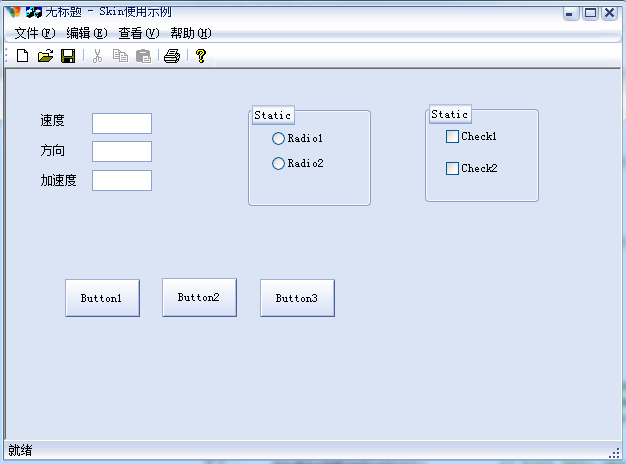 无标题 - Skin使用示例
文件(F) 编辑(E) 查看(V) 帮助(H)
速度
方向
加速度
Static
Radio1
Radio2
Static
Check1
Check2
Button1 Button2 Button3
就绪